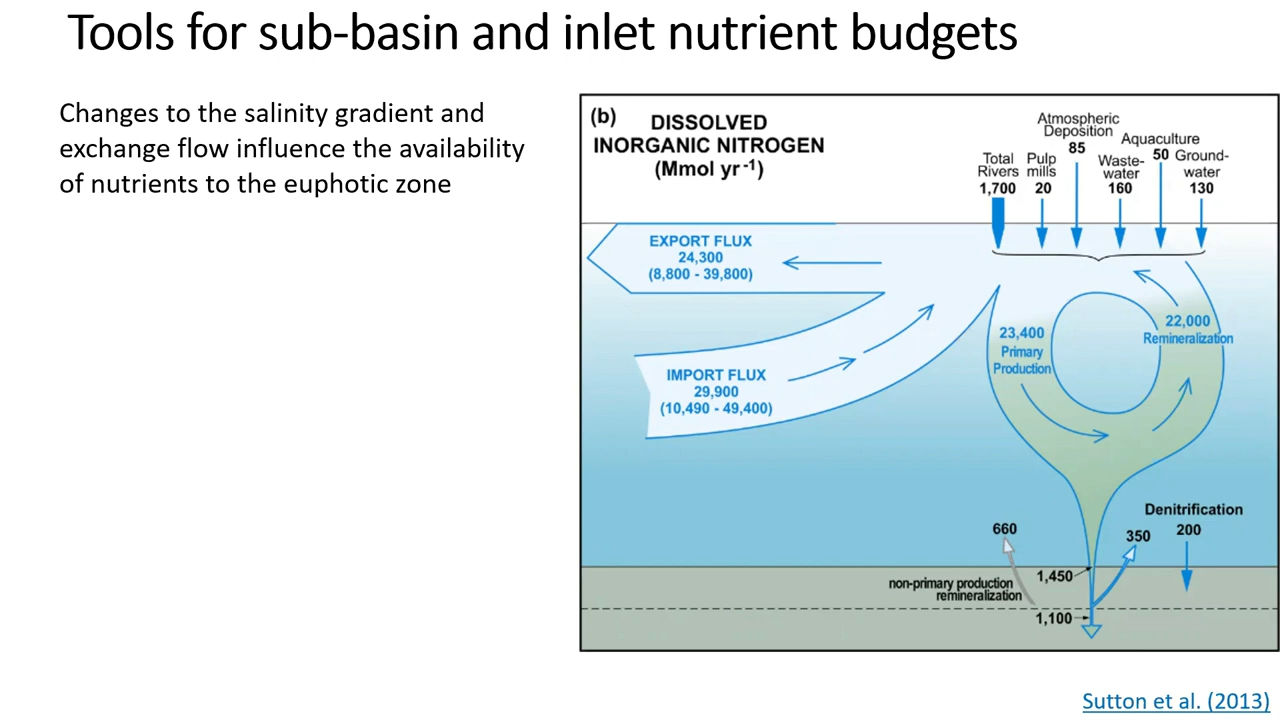 Tools for sub-basin and inlet nutrient budgets
Changes to the salinity gradient and
exchange flow influence the availability
of nutrients to the euphotic zone
(b)
DISSOLVED
INORGANIC NITROGEN
(Mmol yr⁻¹)
Total
Rivers
1,700
Pulp
mills
20
Atmospheric
Deposition
85
Waste-
water
160
Aquaculture
50
Ground-
water
130
EXPORT FLUX
24,300
(8,800 - 39,800)
IMPORT FLUX
29,900
(10,490 - 49,400)
23,400
Primary
Production
22,000
Remineralization
660
non-primary production
remineralization
1,450
1,100
350
Denitrification
200
Sutton et al. (2013)